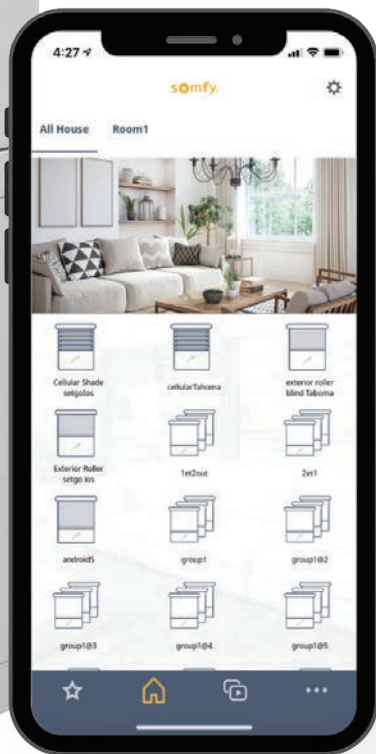 4:27
somfy.
All House Room1
Cellular Shade
setgoios
cellularTahoma
exterior roller
blind Tahoma
Exterior Roller
setgo ios
1et2out
2et1
android5
group1
group1@2
group1@3
group1@4
group1@5